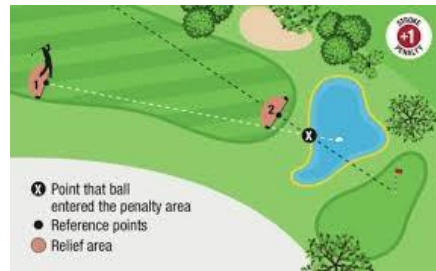 STROKE
+1
PENALTY
1
2
X
X Point that ball
entered the penalty area
Reference points
Relief area